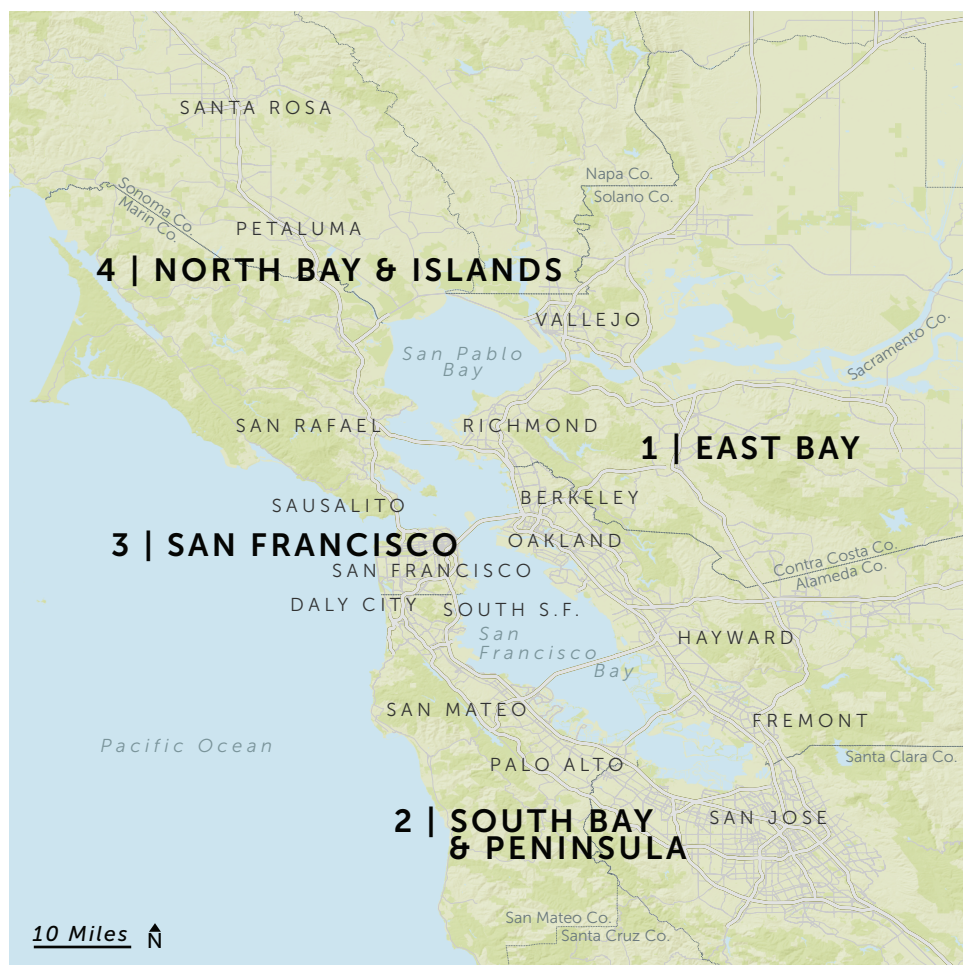 SANTA ROSA
Napa Co.
Solano Co.
Sonoma Co.
Marin Co.
PETALUMA
4 | NORTH BAY & ISLANDS
VALLEJO
Sacramento Co.
San Pablo
Bay
SAN RAFAEL
RICHMOND
1 | EAST BAY
BERKELEY
SAUSALITO
OAKLAND
3 | SAN FRANCISCO
SAN FRANCISCO
Contra Costa Co.
Alameda Co.
DALY CITY
SOUTH S.F.
San
Francisco
Bay
HAYWARD
SAN MATEO
FREMONT
Pacific Ocean
Santa Clara Co.
PALO ALTO
2 | SOUTH BAY
& PENINSULA
SAN JOSE
San Mateo Co.
Santa Cruz Co.
10 Miles
N